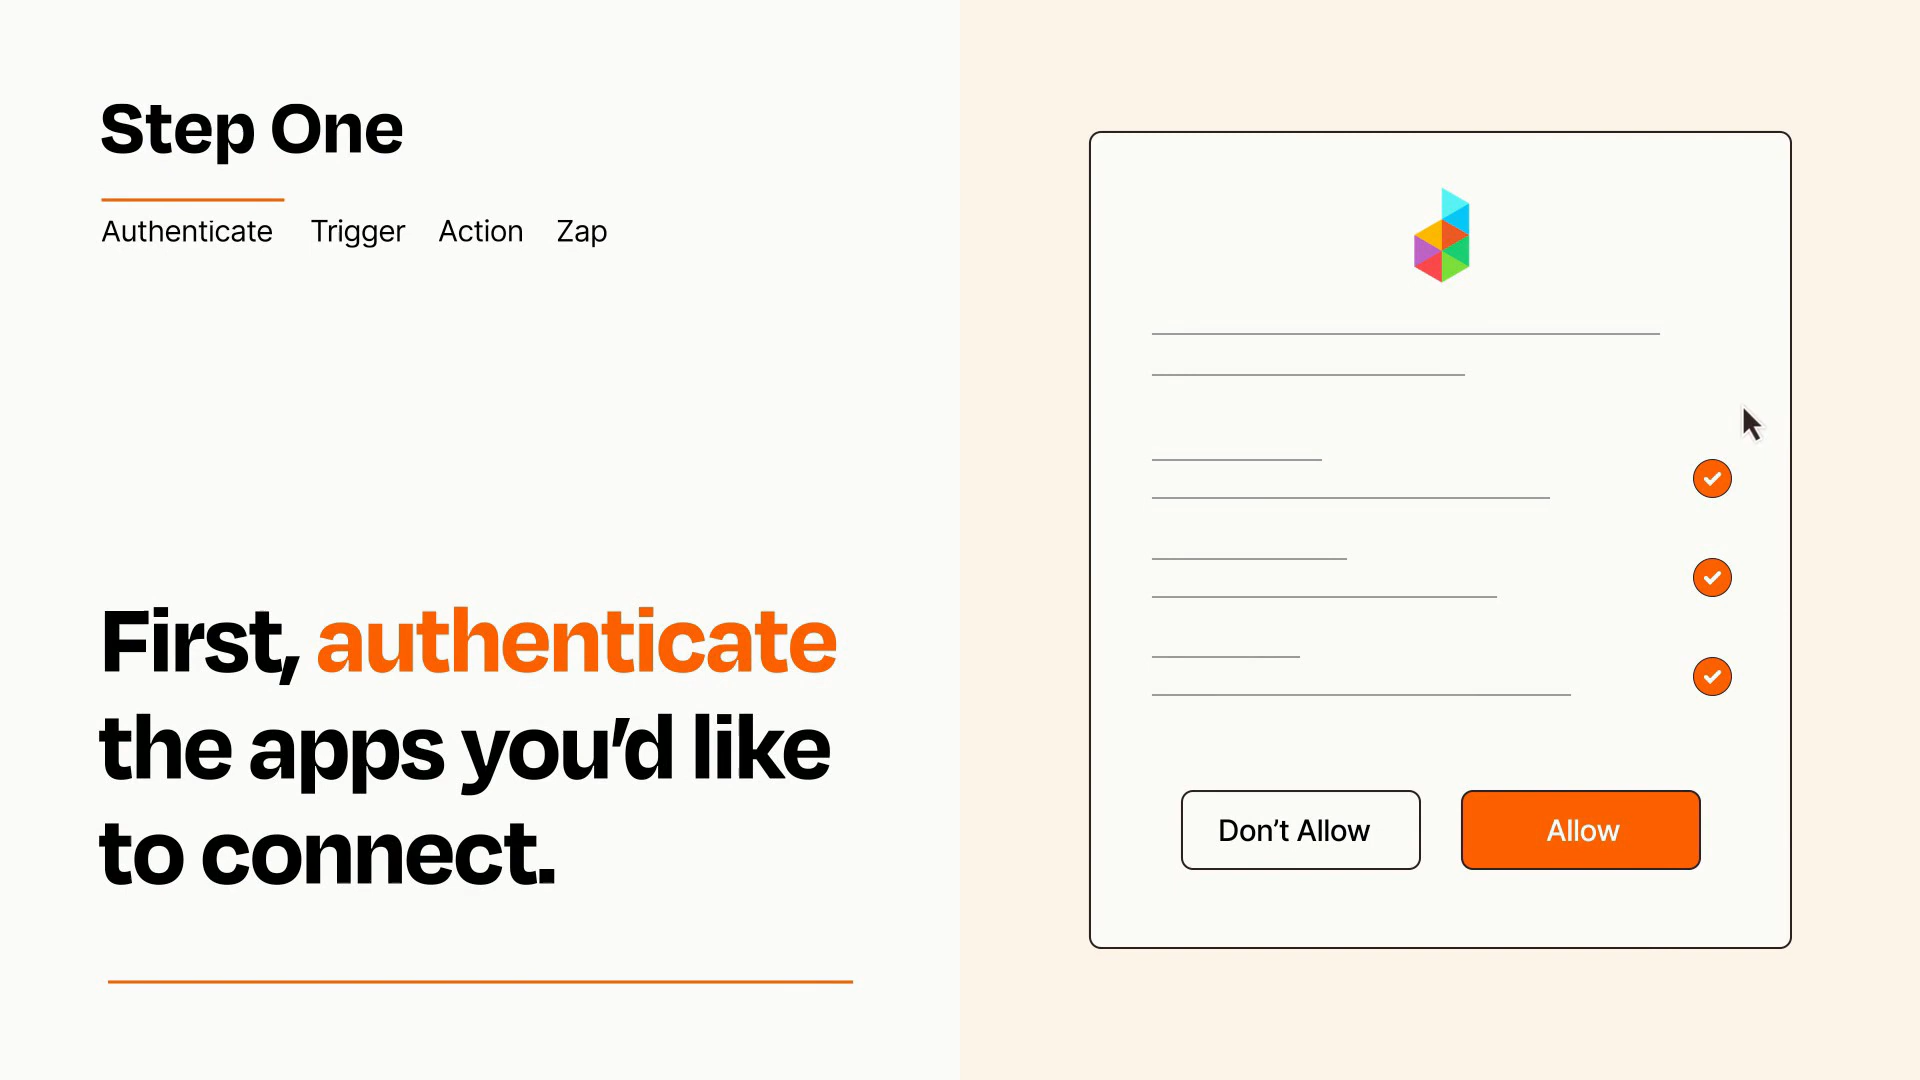 Step One
Authenticate Trigger Action Zap
First, authenticate
the apps you’d like
to connect.
Don’t Allow
Allow